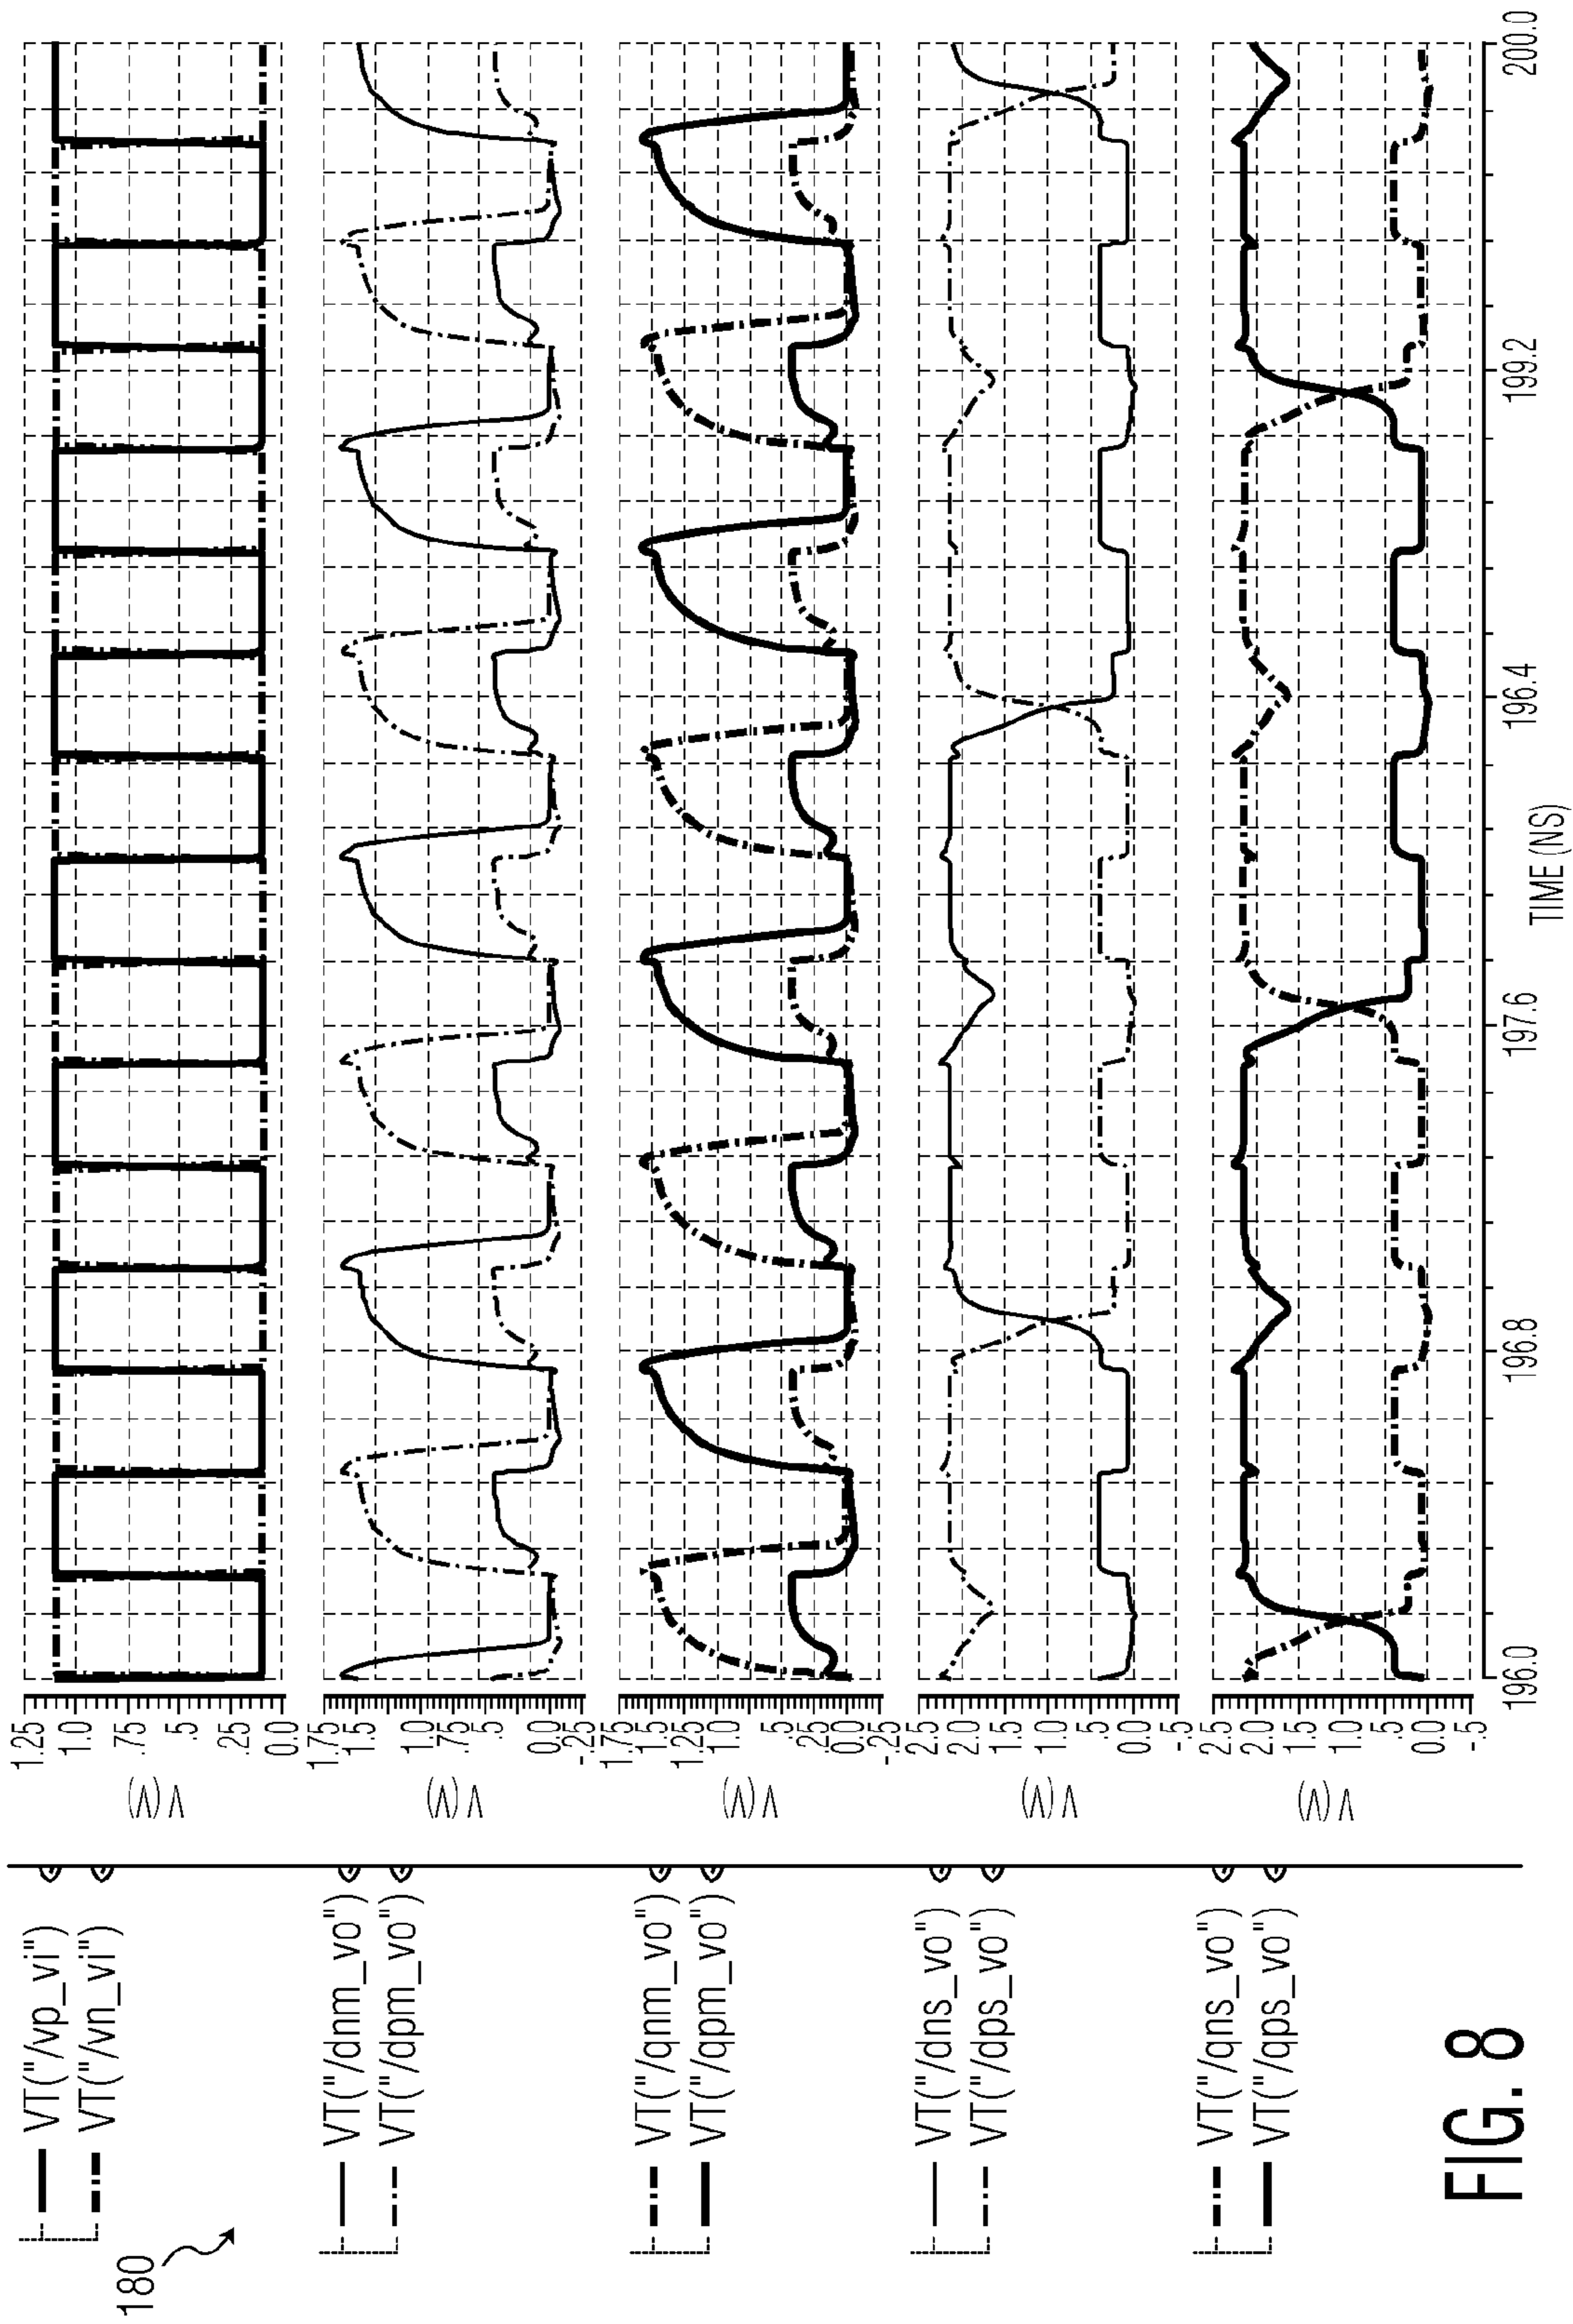 180
VT("/vp_vi")
VT("/vn_vi")
V (V)
1.25
1.0
.75
.5
.25
0.0
VT("/dnm_vo")
VT("/dpm_vo")
V (V)
1.75
1.5
1.0
.75
.5
0.0
-.25
VT("/qnm_vo")
VT("/qpm_vo")
V (V)
1.75
1.5
1.25
1.0
.5
.25
0.0
-.25
VT("/dns_vo")
VT("/dps_vo")
V (V)
2.5
2.0
1.5
1.0
.5
0.0
-.5
VT("/qns_vo")
VT("/qps_vo")
V (V)
2.5
2.0
1.5
1.0
.5
0.0
-.5
196.0 196.8 197.6 196.4 199.2 200.0
TIME (NS)
FIG. 8